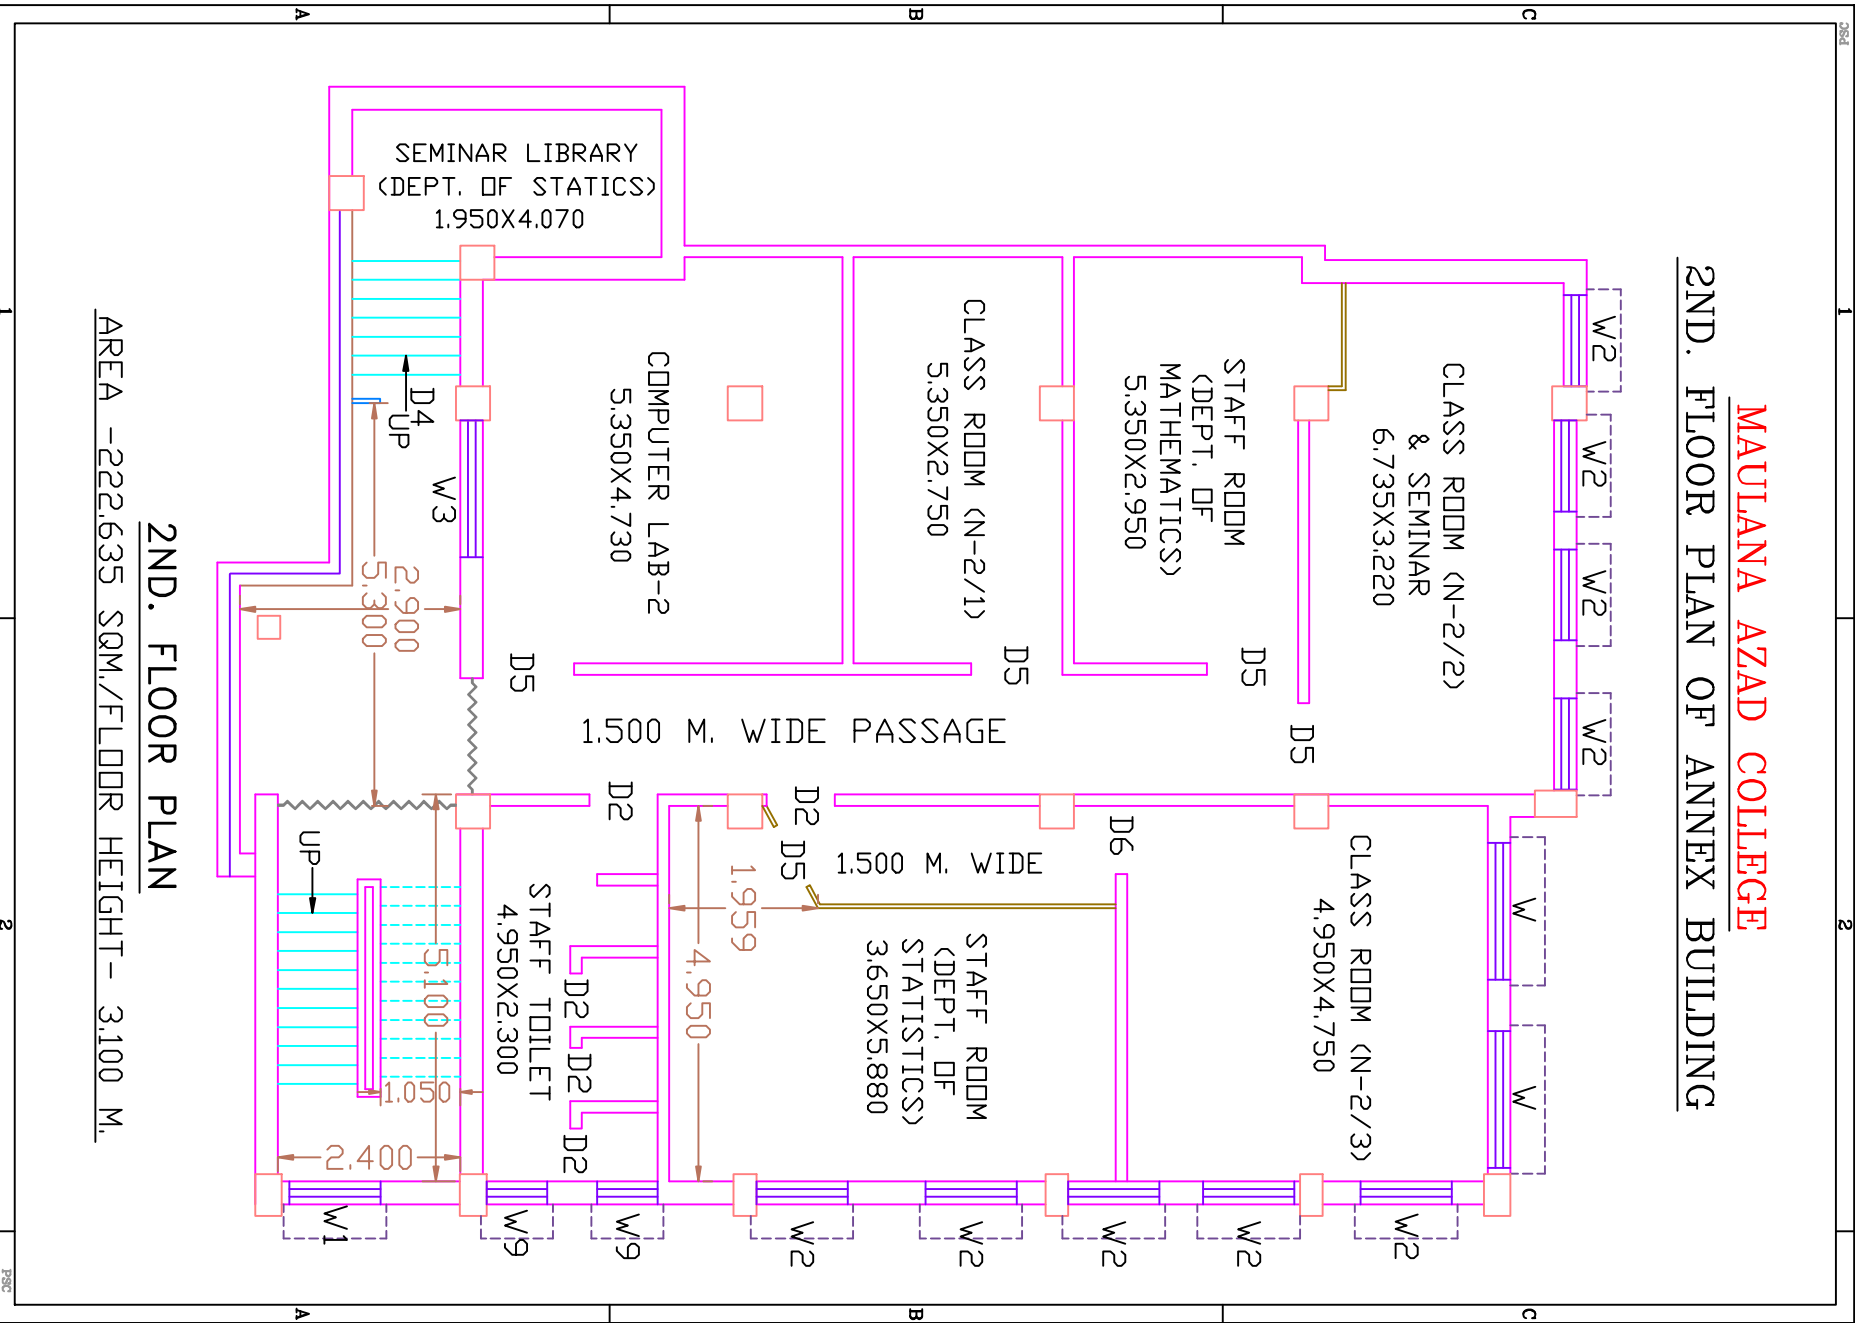 MAULANA AZAD COLLEGE
2ND. FLOOR PLAN OF ANNEX BUILDING
CLASS ROOM (N-2/2)
& SEMINAR
6.735X3.220
STAFF ROOM
(DEPT. OF
MATHEMATICS)
5.350X2.950
CLASS ROOM (N-2/1)
5.350X2.750
COMPUTER LAB-2
5.350X4.730
SEMINAR LIBRARY
(DEPT. OF STATICS)
1.950X4.070
CLASS ROOM (N-2/3)
4.950X4.750
STAFF ROOM
(DEPT. OF
STATISTICS)
3.650X5.880
STAFF TOILET
4.950X2.300
1.500 M. WIDE PASSAGE
1.500 M. WIDE
W2
W2
W2
W2
W
W
D5
D5
D5
D5
D6
D2
D5
D2
D2
D2
D2
W3
D4
UP
UP
2.900
5.300
1.959
4.950
5.100
1.050
2.400
W1
W9
W9
W2
W2
W2
W2
W2
2ND. FLOOR PLAN
AREA -222.635 SQM./FLOOR HEIGHT- 3.100 M.
A
B
C
A
B
C
1
2
1
2
PSC
PSC